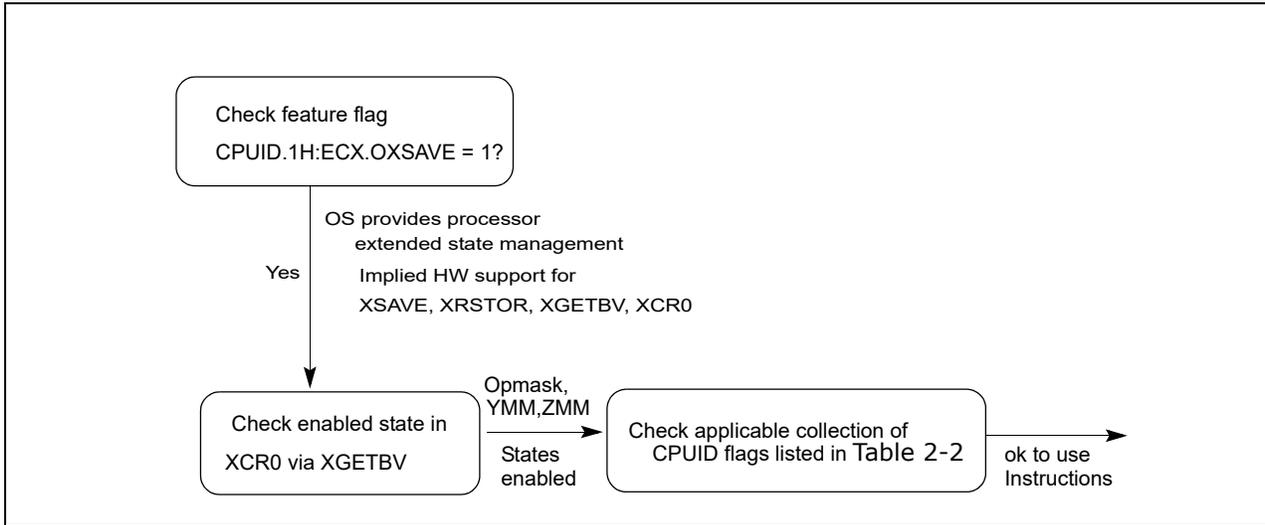 Check feature flag
CPUID.1H:ECX.OXSAVE = 1?
OS provides processor
extended state management
Yes
Implied HW support for
XSAVE, XRSTOR, XGETBV, XCR0
Check enabled state in
XCR0 via XGETBV
Opmask,
YMM,ZMM
States
enabled
Check applicable collection of
CPUID flags listed in Table 2-2
ok to use
Instructions